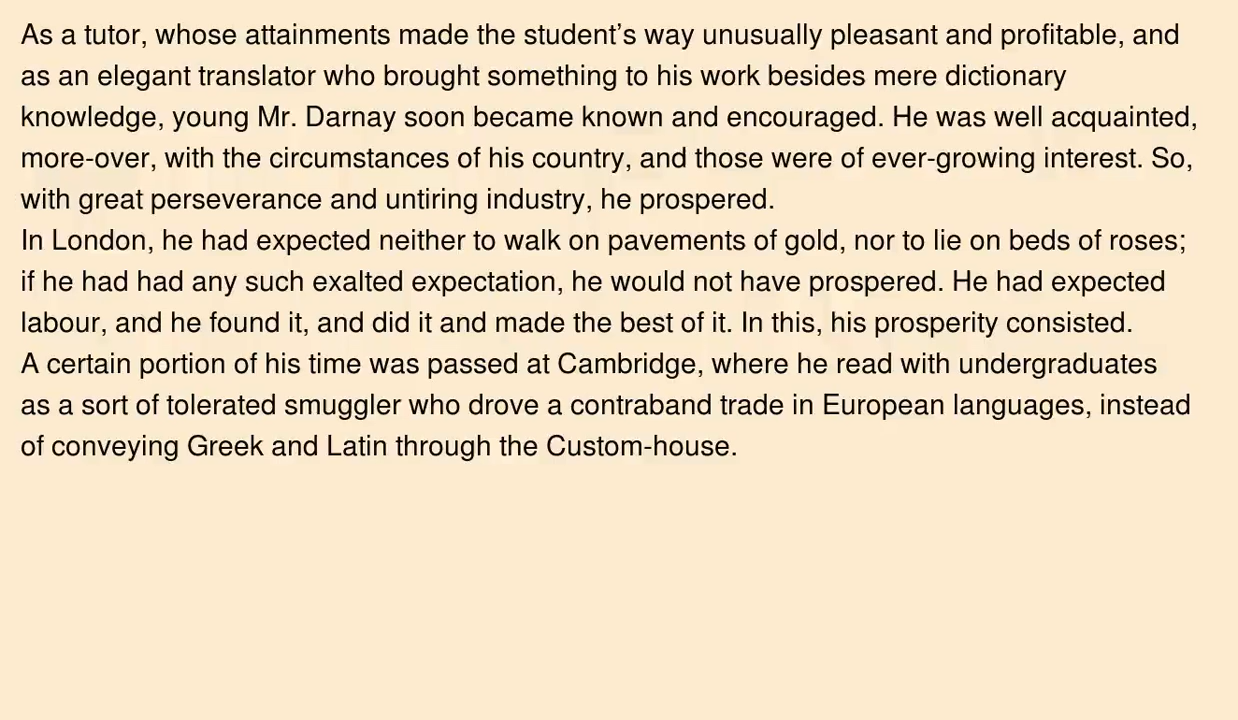 As a tutor, whose attainments made the student’s way unusually pleasant and profitable, and
as an elegant translator who brought something to his work besides mere dictionary
knowledge, young Mr. Darnay soon became known and encouraged. He was well acquainted,
more-over, with the circumstances of his country, and those were of ever-growing interest. So,
with great perseverance and untiring industry, he prospered.
In London, he had expected neither to walk on pavements of gold, nor to lie on beds of roses;
if he had had any such exalted expectation, he would not have prospered. He had expected
labour, and he found it, and did it and made the best of it. In this, his prosperity consisted.
A certain portion of his time was passed at Cambridge, where he read with undergraduates
as a sort of tolerated smuggler who drove a contraband trade in European languages, instead
of conveying Greek and Latin through the Custom-house.